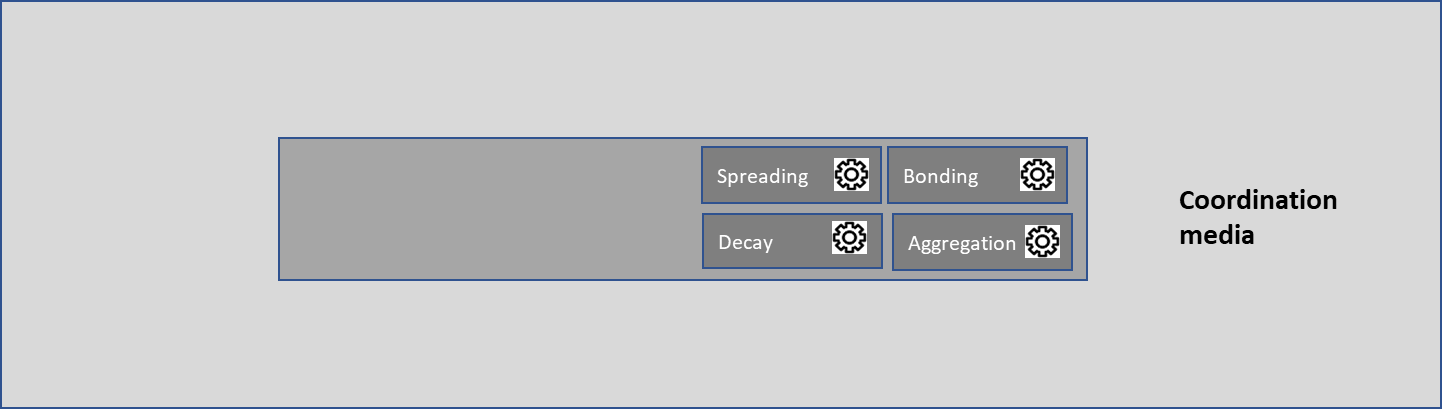 Spreading
Bonding
Decay
Aggregation
Coordination
media